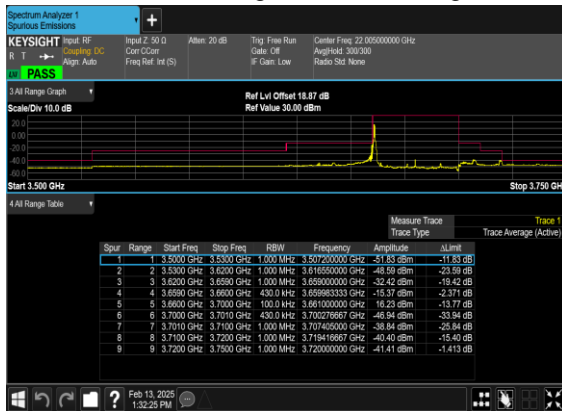 Spectrum Analyzer 1
Spurious Emissions
KEYSIGHT Input: RF Input Z: 50 Ω Atten: 20 dB Trig: Free Run Center Freq: 22.005000000 GHz
R T Coupling: DC Corr CCorr Gate: Off Avg|Hold: 300/300
Align: Auto Freq Ref: Int (S) IF Gain: Low Radio Std: None
PASS
3 All Range Graph
Ref Lvl Offset 18.87 dB
Scale/Div 10.0 dB Ref Value 30.00 dBm
20.0
0.00
-20.0
-40.0
-60.0
Start 3.500 GHz Stop 3.750 GH
4 All Range Table
Measure Trace Trace 1
Trace Type Trace Average (Active)
Spur Range Start Freq Stop Freq RBW Frequency Amplitude ΔLimit
1 1 3.5000 GHz 3.5300 GHz 1.000 MHz 3.507200000 GHz -51.83 dBm -11.83 dB
2 2 3.5300 GHz 3.6200 GHz 1.000 MHz 3.616550000 GHz -48.59 dBm -23.59 dB
3 3 3.6200 GHz 3.6590 GHz 1.000 MHz 3.659000000 GHz -32.42 dBm -19.42 dB
4 4 3.6590 GHz 3.6600 GHz 430.0 kHz 3.659983333 GHz -15.37 dBm -2.371 dB
5 5 3.6600 GHz 3.7000 GHz 100.0 kHz 3.661000000 GHz 16.23 dBm -13.77 dB
6 6 3.7000 GHz 3.7010 GHz 430.0 kHz 3.700276667 GHz -46.94 dBm -33.94 dB
7 7 3.7010 GHz 3.7100 GHz 1.000 MHz 3.707405000 GHz -38.84 dBm -25.84 dB
8 8 3.7100 GHz 3.7200 GHz 1.000 MHz 3.719416667 GHz -40.40 dBm -15.40 dB
9 9 3.7200 GHz 3.7500 GHz 1.000 MHz 3.720000000 GHz -41.41 dBm -1.413 dB
? Feb 13, 2025
1:32:25 PM